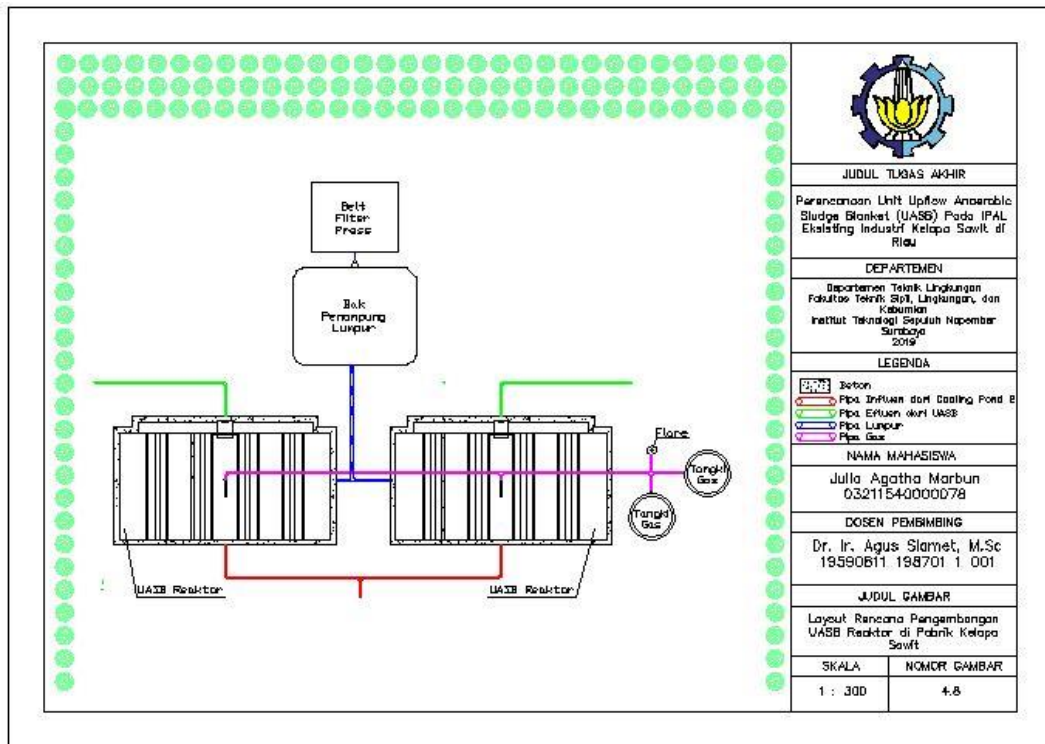 Belt
Filter
Press
Bak
Penampung
Lumpur
Flare
Tangki
Gas
Tangki
Gas
UASB Reaktor
UASB Reaktor
JUDUL TUGAS AKHIR
Perencanaan Unit Upflow Anaerobic
Sludge Blanket (UASB) Pada IPAL
Eksisting Industri Kelapa Sawit di
Riau
DEPARTEMEN
Departemen Teknik Lingkungan
Fakultas Teknik Sipil, Lingkungan, dan
Kebumian
Institut Teknologi Sepuluh Nopember
Surabaya
2019
LEGENDA
Beton
Pipa Influen dari Cooling Pond 2
Pipa Efluen dari UASB
Pipa Lumpur
Pipa Gas
NAMA MAHASISWA
Julia Agatha Marbun
03211540000078
DOSEN PEMBIMBING
Dr. Ir. Agus Slamet, M.Sc
19590811 198701 1 001
JUDUL GAMBAR
Layout Rencana Pengembangan
UASB Reaktor di Pabrik Kelapa
Sawit
SKALA
NOMOR GAMBAR
1 : 300
4.8